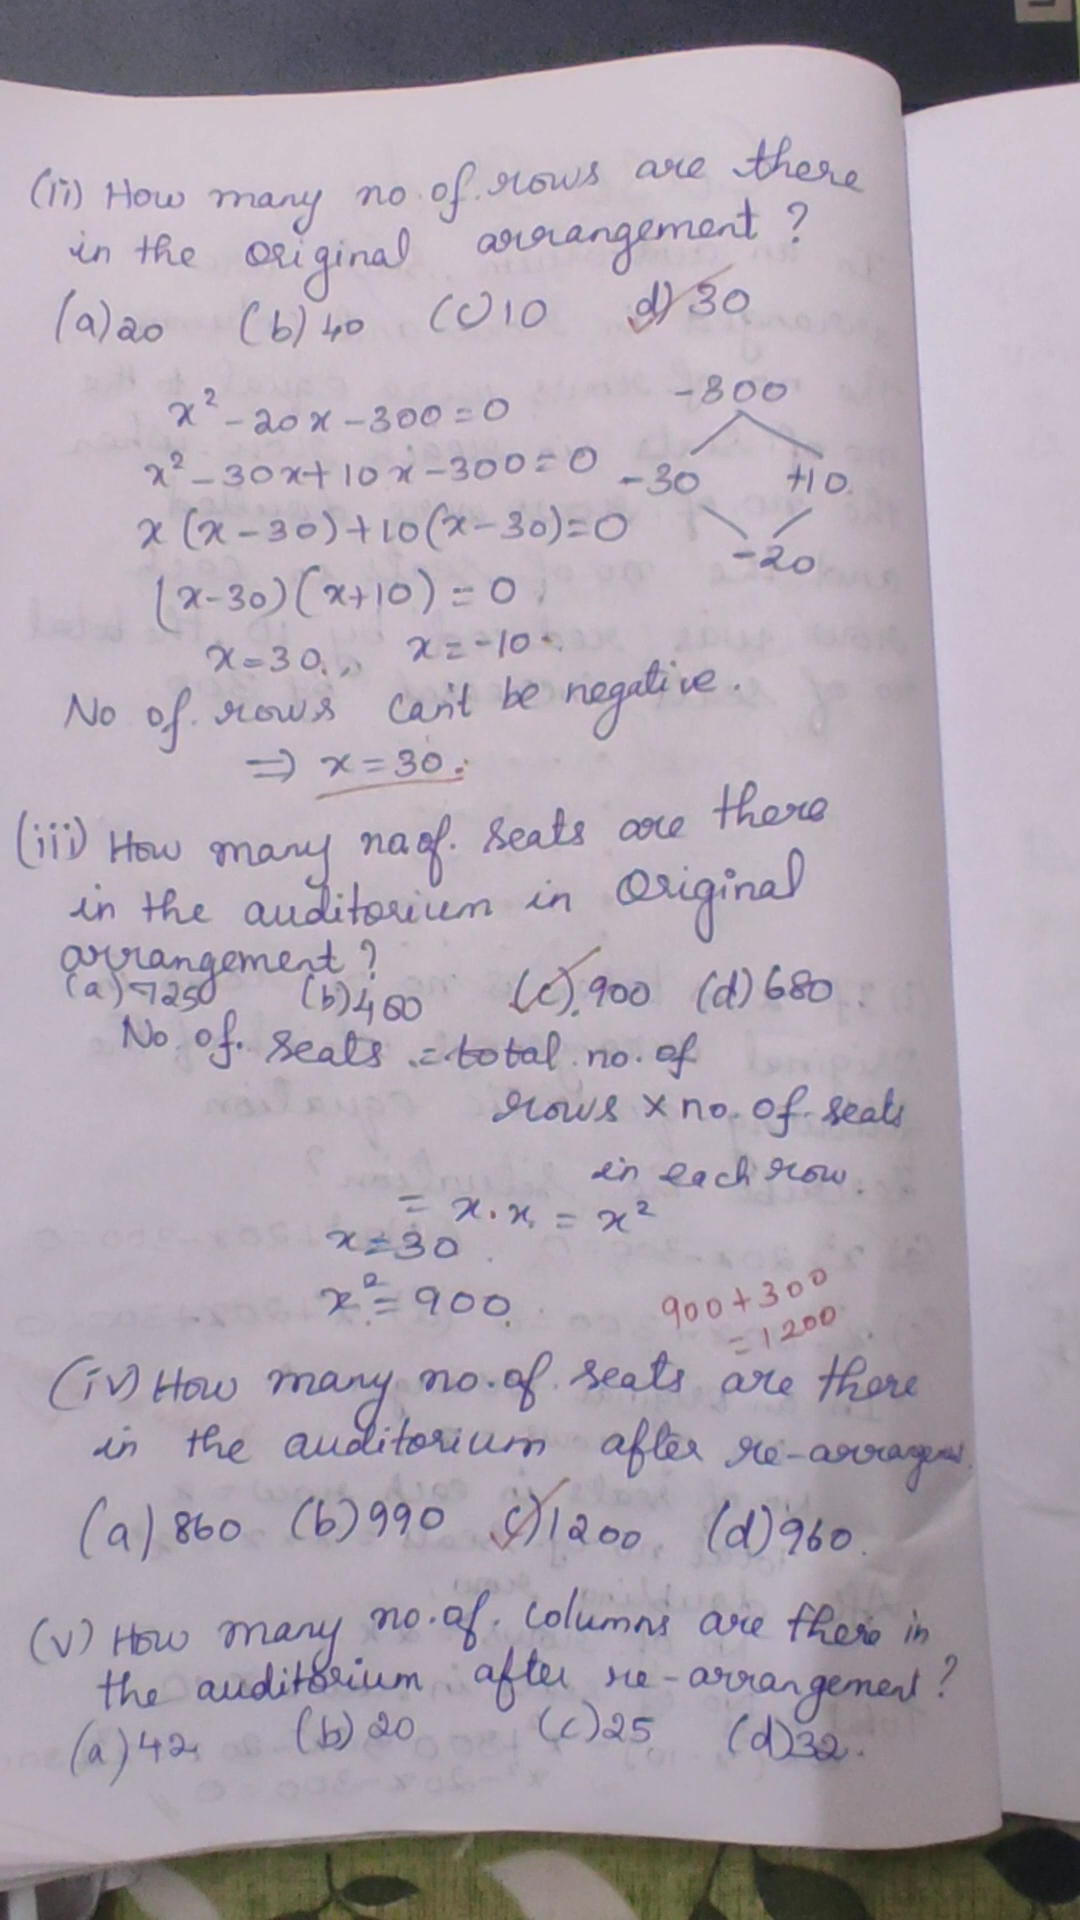 (ii) How many no. of. rows are there
in the original arrangement?
(a) 20 (b) 40 (c) 10 d) 30
x² - 20x - 300 = 0
x² - 30x + 10x - 300 = 0
x (x - 30) + 10 (x - 30) = 0
(x - 30) (x + 10) = 0
x = 30., x = -10.
-300
-30 +10
-20
No of. rows can't be negative.
⇒ x = 30.
(iii) How many no of. seats are there
in the auditorium in original
arrangement?
(a) 7250 (b) 460 (c). 900 (d) 680.
No. of. seats = total no. of
rows × no. of. seats
in each row.
= x . x = x²
x = 30.
x² = 900.
900 + 300
= 1200
(iv) How many no. of. seats are there
in the auditorium after
(a) 860 (b) 990 c) 1200 (d) 960.
(v) How many no. of. columns are there in
the auditorium after re-arrangement?
(a) 42 (b) 20 (c) 25 (d) 32.